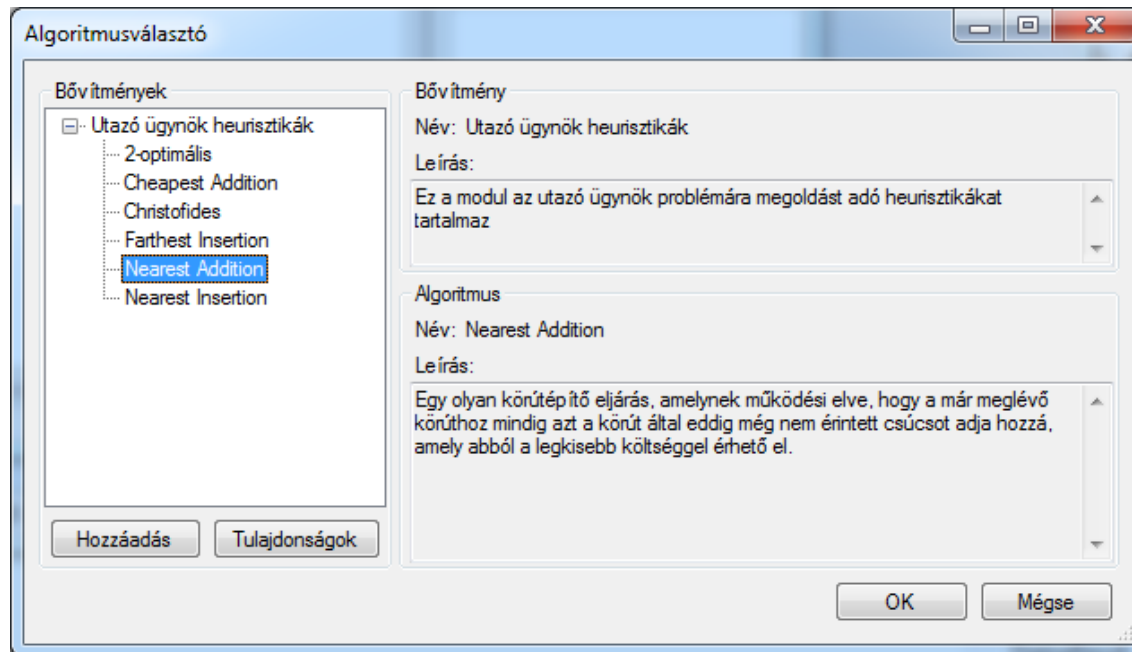 Algoritmusválasztó
Bővítmények
Utazó ügynök heurisztikák
2-optimális
Cheapest Addition
Christofides
Farthest Insertion
Nearest Addition
Nearest Insertion
Hozzáadás
Tulajdonságok
Bővítmény
Név: Utazó ügynök heurisztikák
Leírás:
Ez a modul az utazó ügynök problémára megoldást adó heurisztikákat
tartalmaz
Algoritmus
Név: Nearest Addition
Leírás:
Egy olyan körútépítő eljárás, amelynek működési elve, hogy a már meglévő
körúthoz mindig azt a körút által eddig még nem érintett csúcsot adja hozzá,
amely abból a legkisebb költséggel érhető el.
OK
Mégse